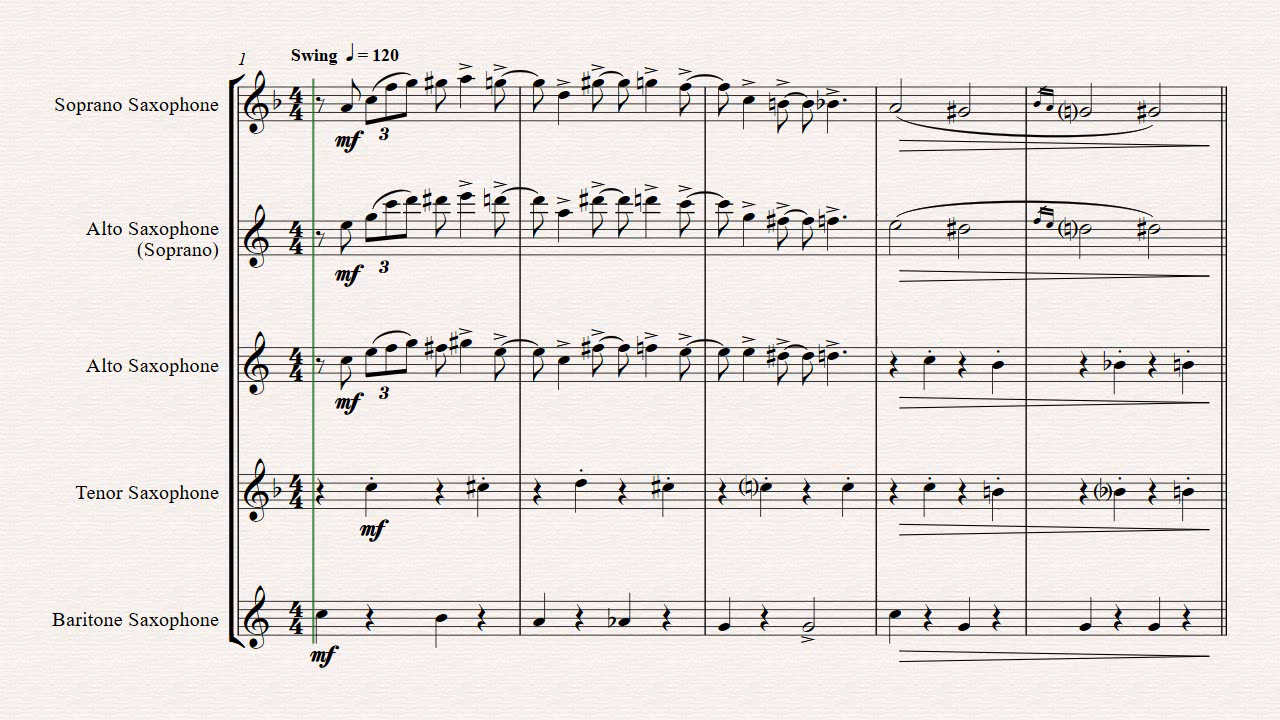 1
Swing ♩ = 120
Soprano Saxophone
mf
3
Alto Saxophone
(Soprano)
mf
3
Alto Saxophone
mf
3
Tenor Saxophone
mf
Baritone Saxophone
mf